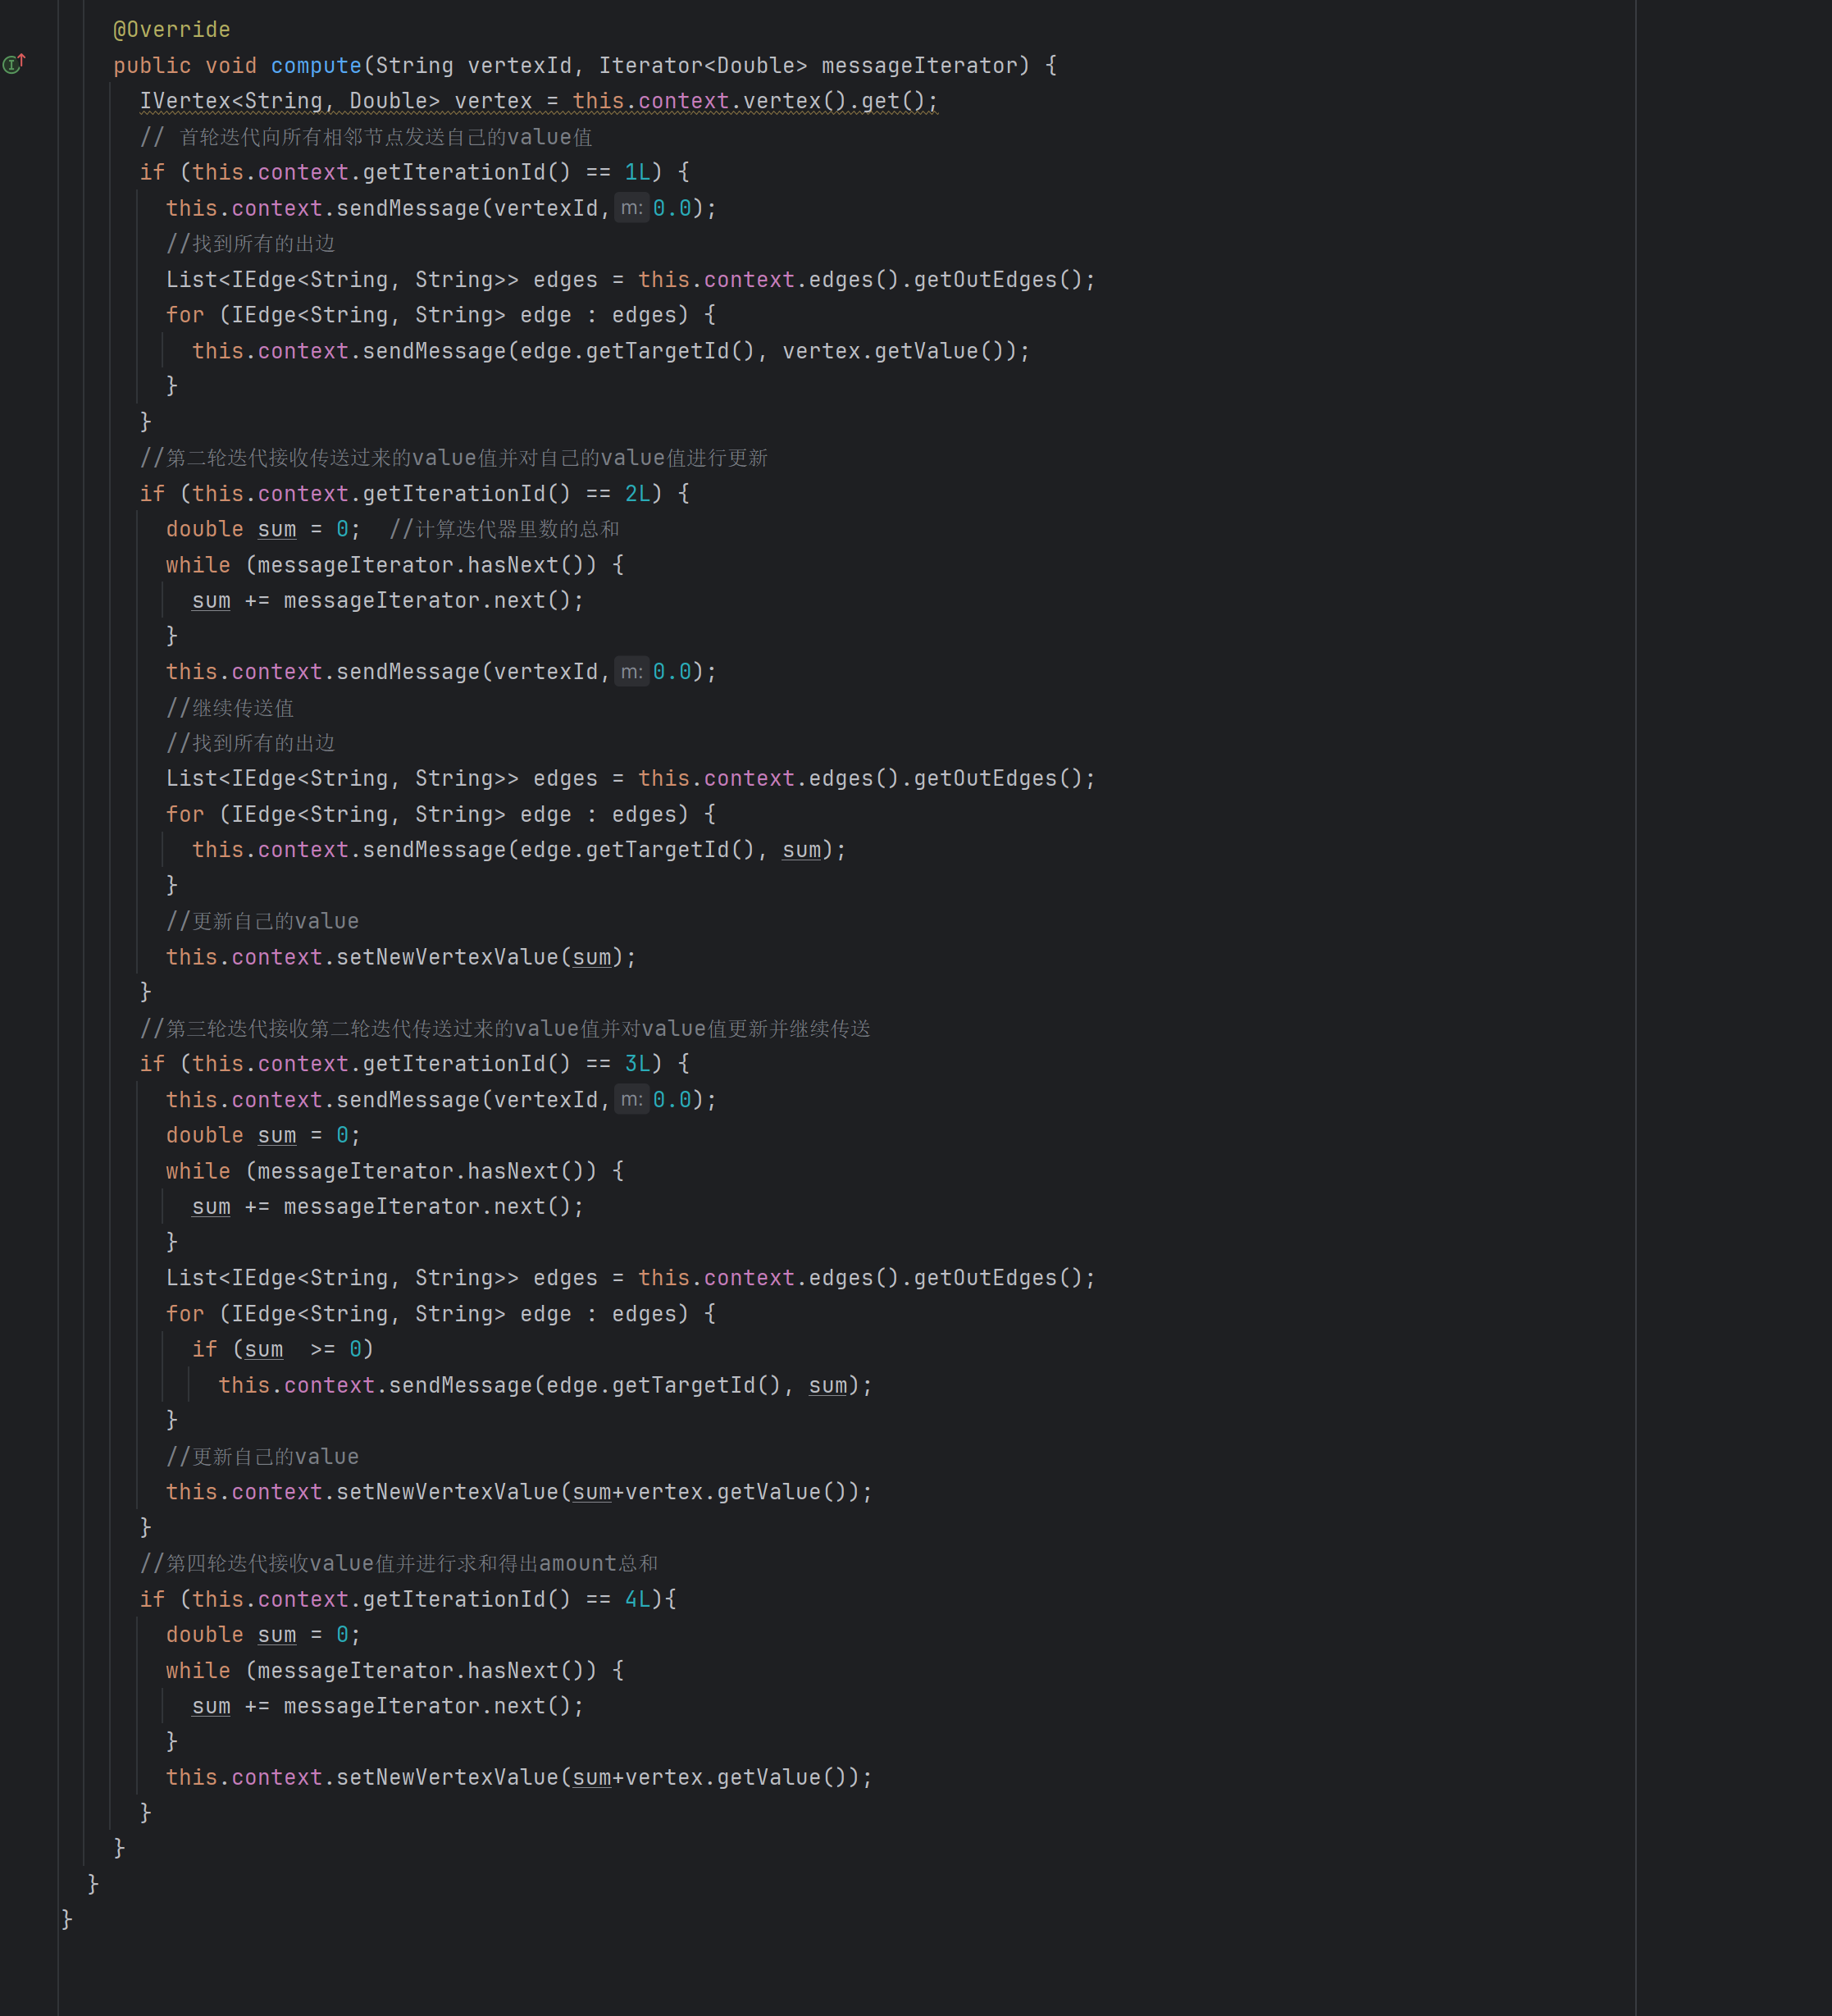 @Override
public void compute(String vertexId, Iterator<Double> messageIterator) {
IVertex<String, Double> vertex = this.context.vertex().get();
// 首轮迭代向所有相邻节点发送自己的value值
if (this.context.getIterationId() == 1L) {
this.context.sendMessage(vertexId, m: 0.0);
//找到所有的出边
List<IEdge<String, String>> edges = this.context.edges().getOutEdges();
for (IEdge<String, String> edge : edges) {
this.context.sendMessage(edge.getTargetId(), vertex.getValue());
}
}
//第二轮迭代接收传送过来的value值并对自己的value值进行更新
if (this.context.getIterationId() == 2L) {
double sum = 0;  //计算迭代器里数的总和
while (messageIterator.hasNext()) {
sum += messageIterator.next();
}
this.context.sendMessage(vertexId, m: 0.0);
//继续传送值
//找到所有的出边
List<IEdge<String, String>> edges = this.context.edges().getOutEdges();
for (IEdge<String, String> edge : edges) {
this.context.sendMessage(edge.getTargetId(), sum);
}
//更新自己的value
this.context.setNewVertexValue(sum);
}
//第三轮迭代接收第二轮迭代传送过来的value值并对value值更新并继续传送
if (this.context.getIterationId() == 3L) {
this.context.sendMessage(vertexId, m: 0.0);
double sum = 0;
while (messageIterator.hasNext()) {
sum += messageIterator.next();
}
List<IEdge<String, String>> edges = this.context.edges().getOutEdges();
for (IEdge<String, String> edge : edges) {
if (sum  >= 0)
this.context.sendMessage(edge.getTargetId(), sum);
}
//更新自己的value
this.context.setNewVertexValue(sum+vertex.getValue());
}
//第四轮迭代接收value值并进行求和得出amount总和
if (this.context.getIterationId() == 4L){
double sum = 0;
while (messageIterator.hasNext()) {
sum += messageIterator.next();
}
this.context.setNewVertexValue(sum+vertex.getValue());
}
}
}
}